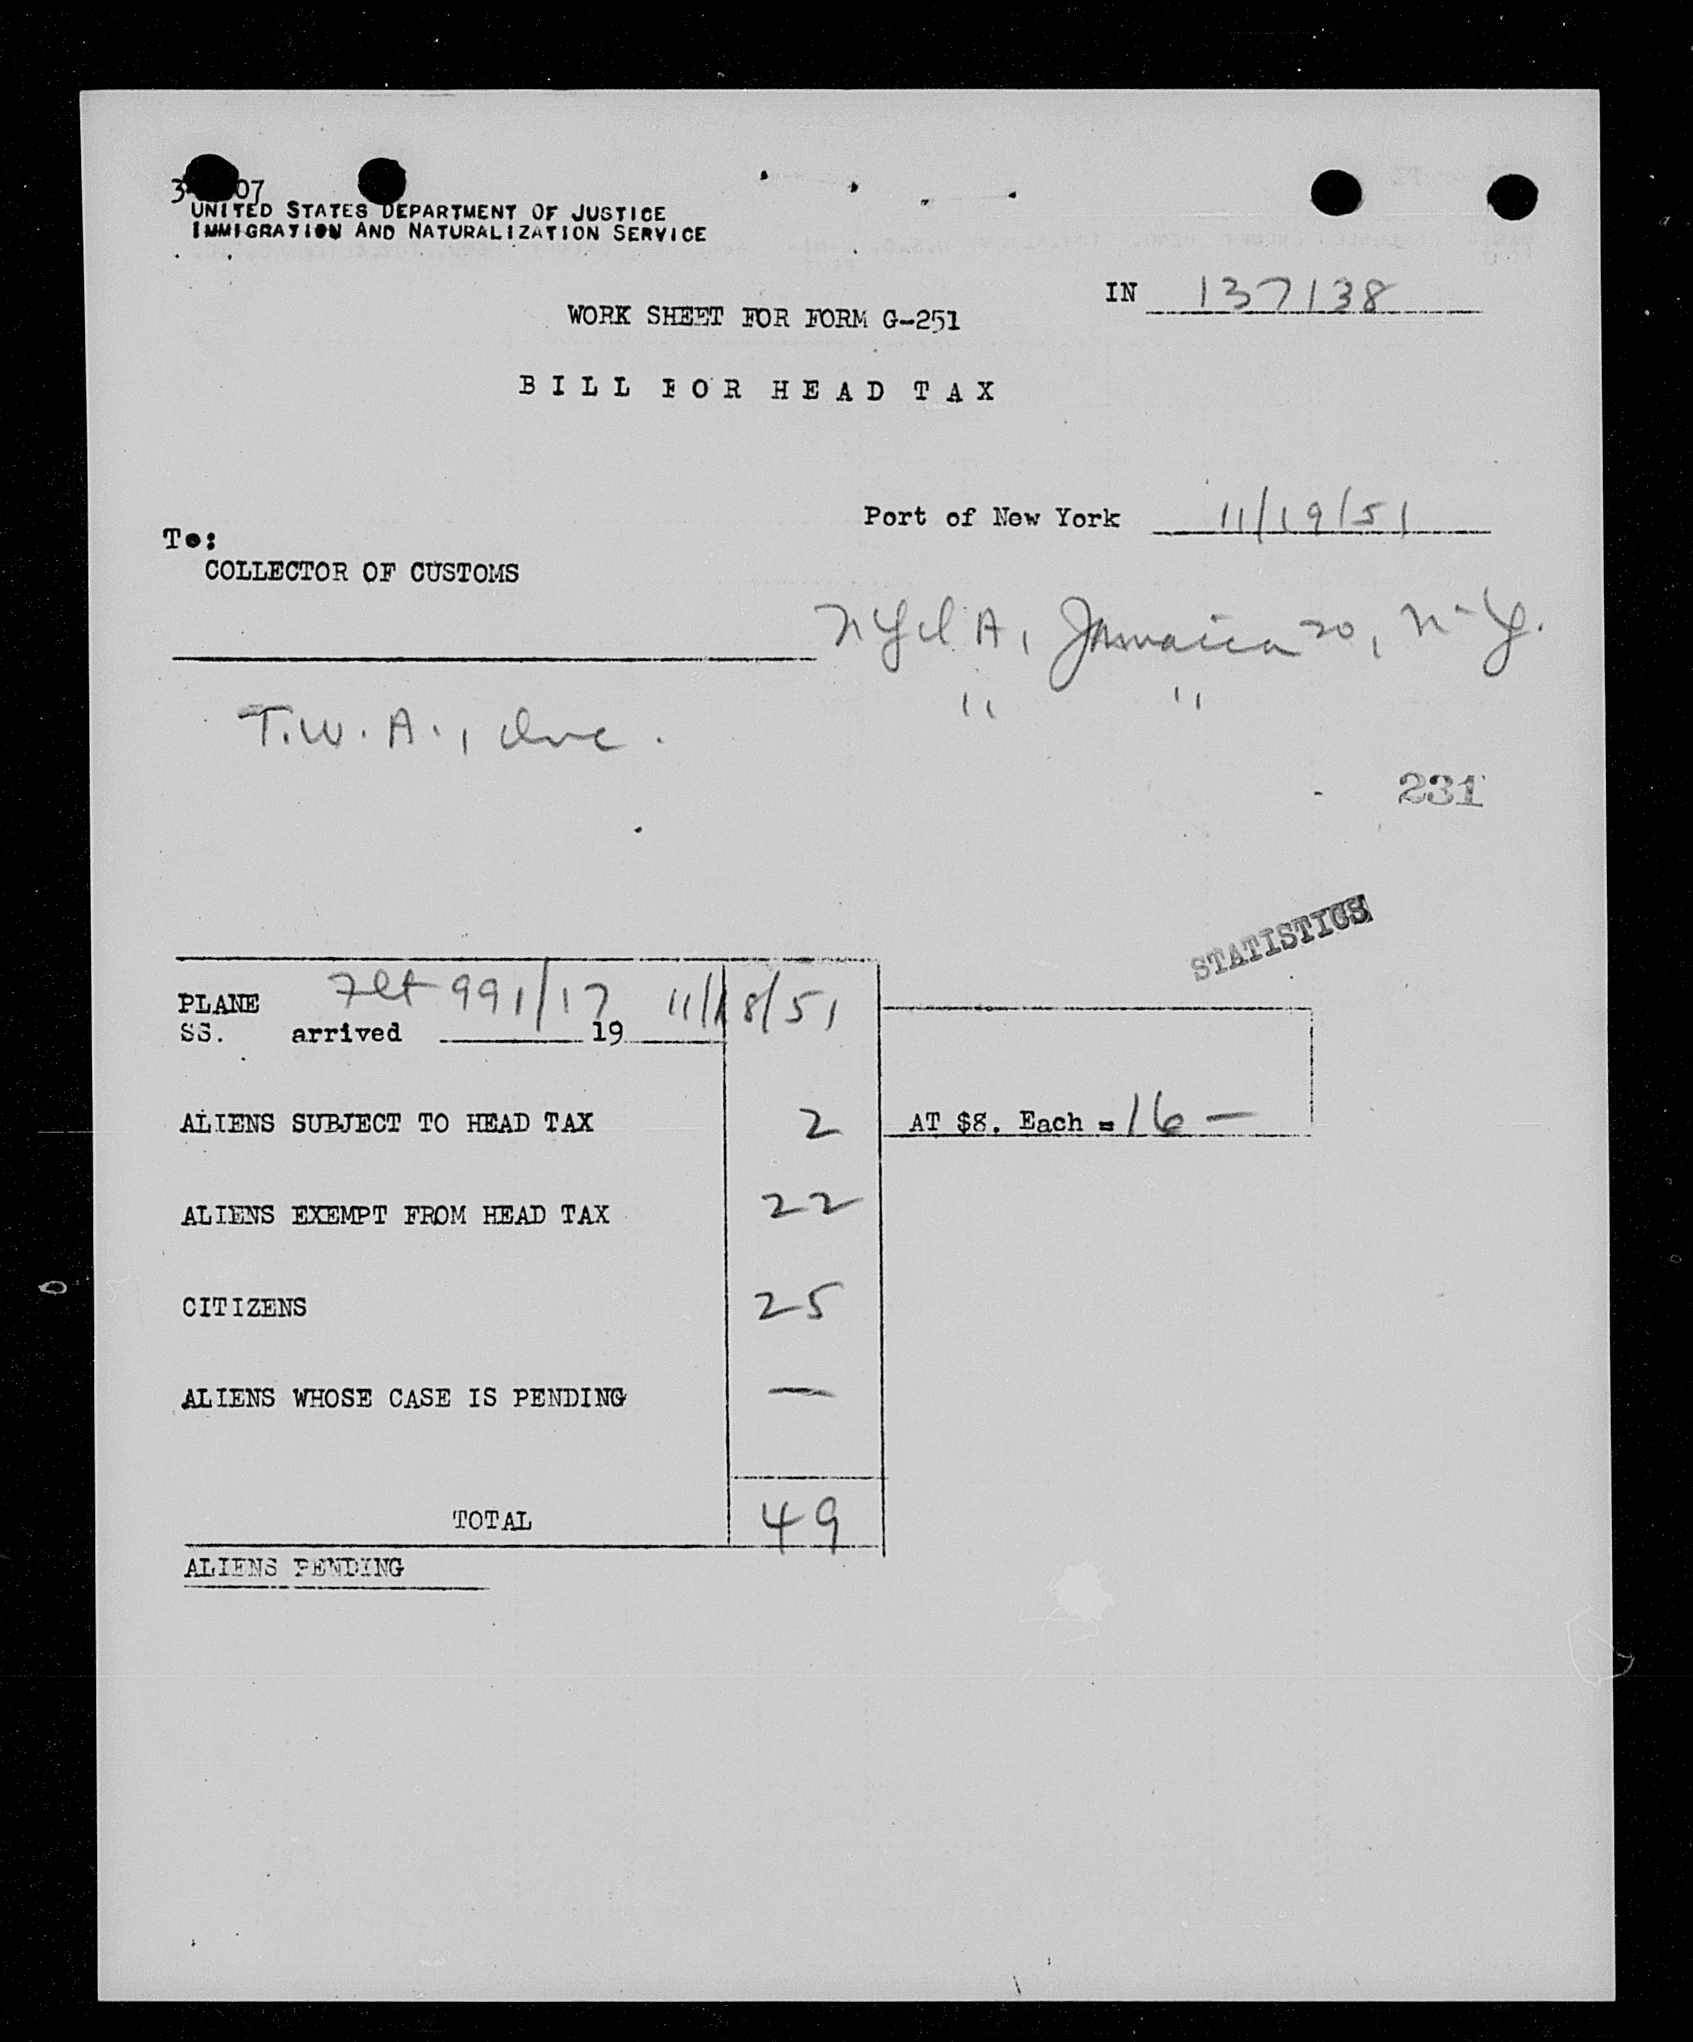 07
UNITED STATES DEPARTMENT OF JUSTICE
IMMIGRATION AND NATURALIZATION SERVICE
IN 137138
WORK SHEET FOR FORM G-251
BILL FOR HEAD TAX
Port of New York 11/19/51
To:
COLLECTOR OF CUSTOMS
NYIA, Jamaica 20, N.Y.
" "
T.W.A., Inc.
231
STATISTICS
PLANE Flt 991/17 11/18/51
SS. arrived 19
ALIENS SUBJECT TO HEAD TAX 2 AT $8. Each = 16 —
ALIENS EXEMPT FROM HEAD TAX 22
CITIZENS 25
ALIENS WHOSE CASE IS PENDING —
TOTAL 49
ALIENS PENDING